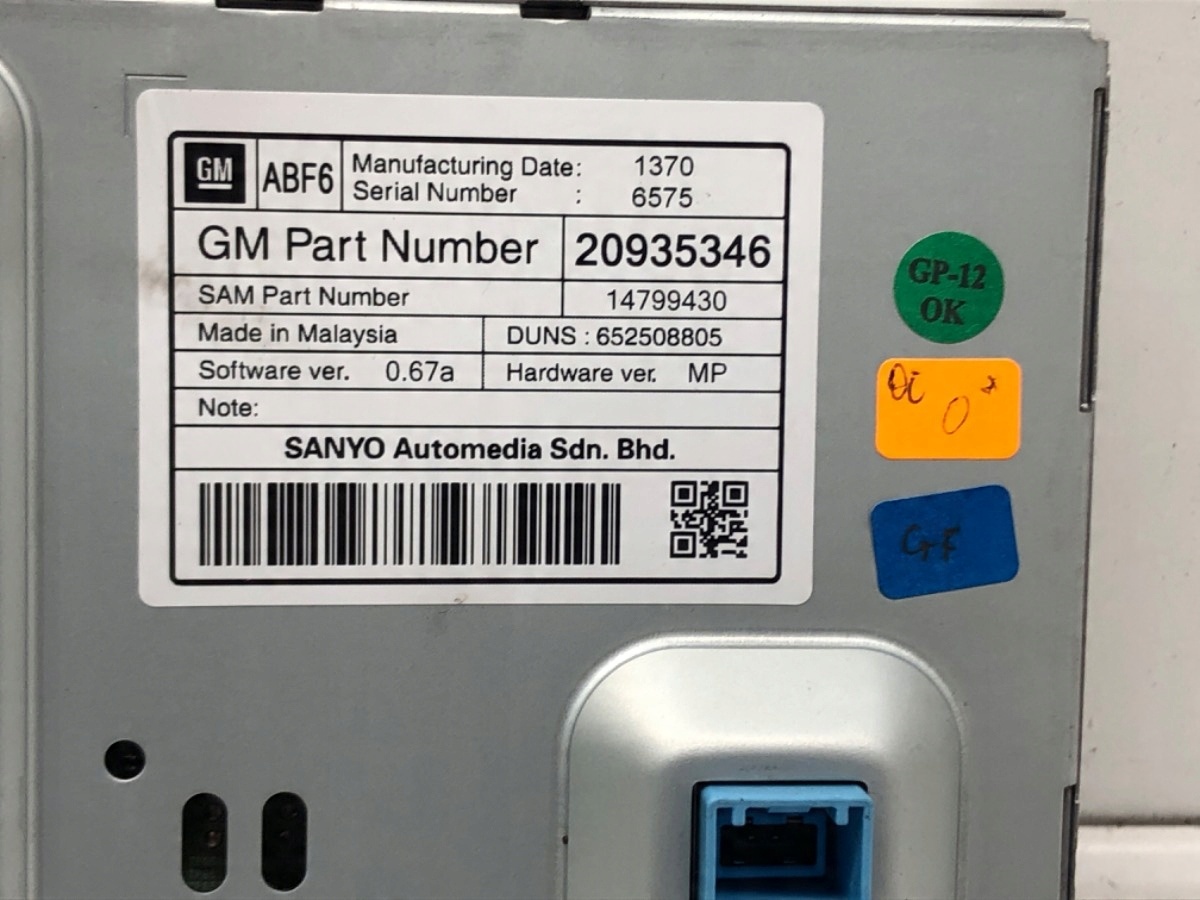 GM
ABF6
Manufacturing Date: 1370
Serial Number : 6575
GM Part Number 20935346
SAM Part Number 14799430
Made in Malaysia DUNS : 652508805
Software ver. 0.67a Hardware ver. MP
Note:
SANYO Automedia Sdn. Bhd.
GP-12
OK
GF